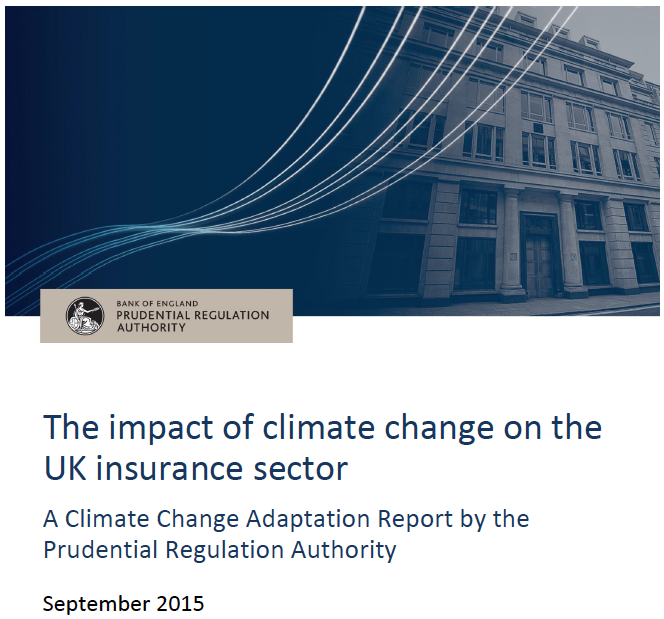 BANK OF ENGLAND
PRUDENTIAL REGULATION
AUTHORITY
The impact of climate change on the
UK insurance sector
A Climate Change Adaptation Report by the
Prudential Regulation Authority
September 2015